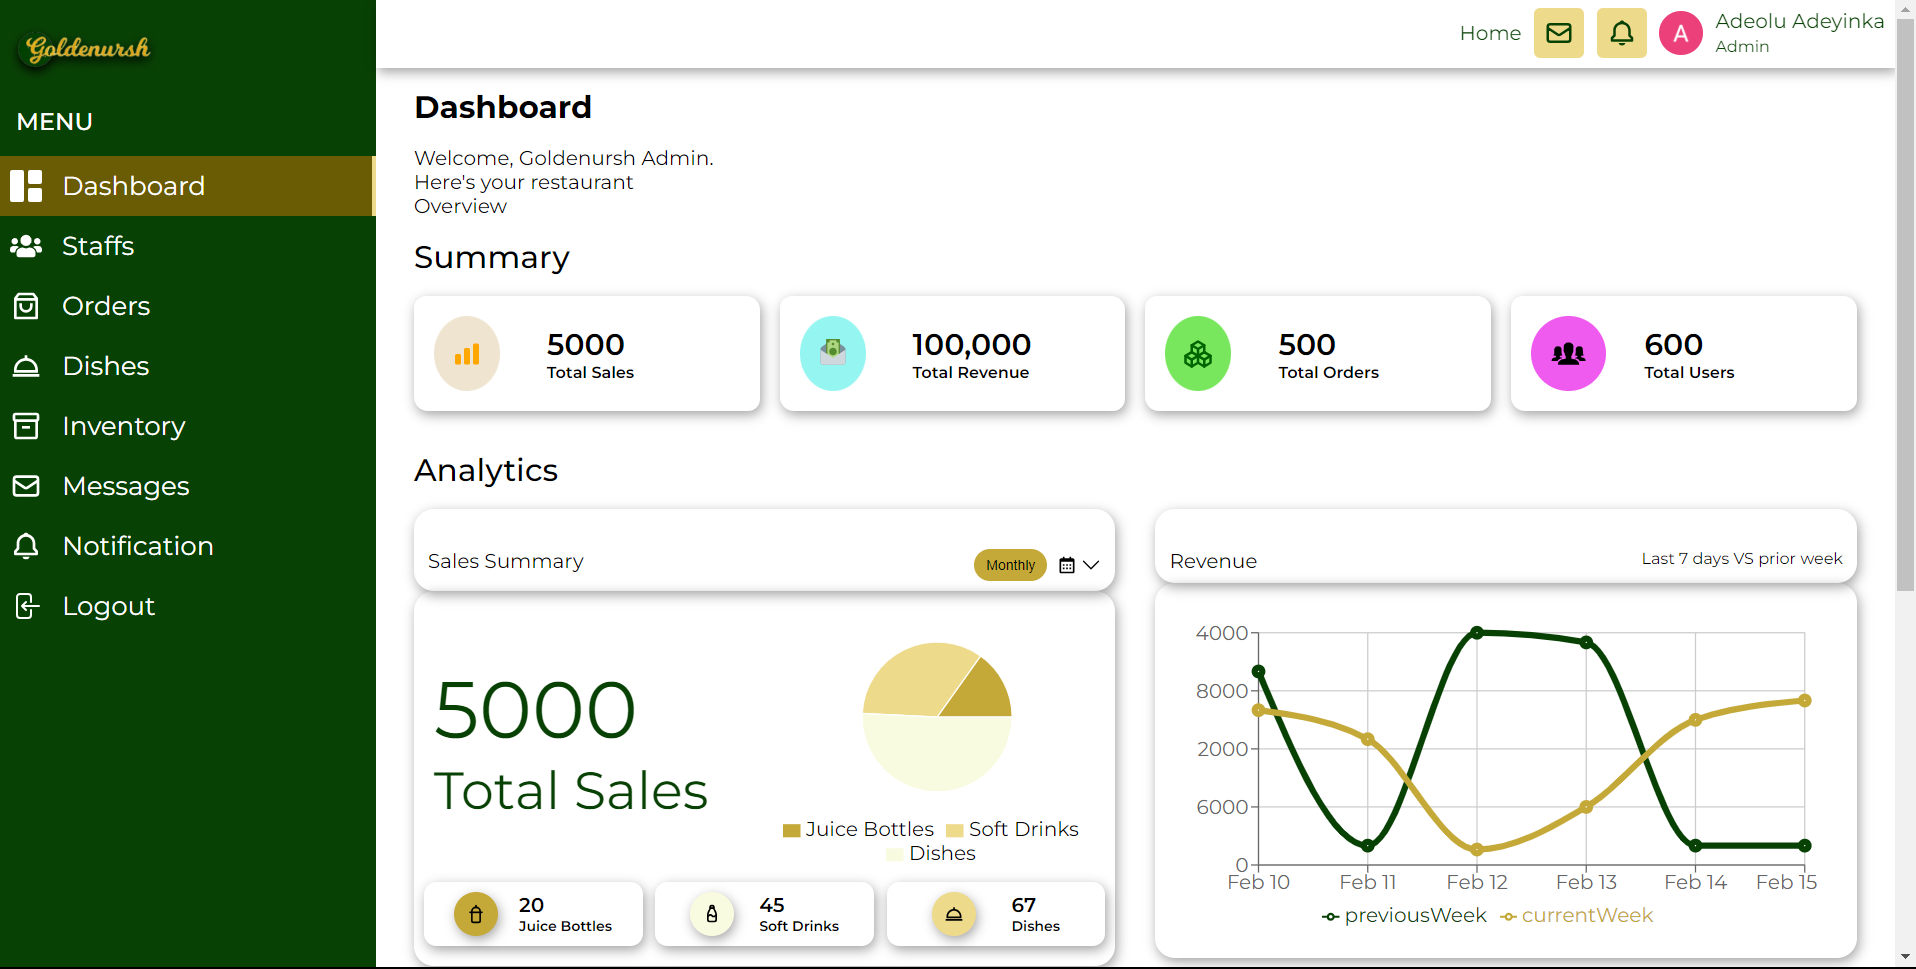 Goldenursh
MENU
Dashboard
Staffs
Orders
Dishes
Inventory
Messages
Notification
Logout
Home
A
Adeolu Adeyinka
Admin
Dashboard
Welcome, Goldenursh Admin.
Here's your restaurant
Overview
Summary
5000
Total Sales
100,000
Total Revenue
500
Total Orders
600
Total Users
Analytics
Sales Summary
Monthly
5000
Total Sales
Juice Bottles
Soft Drinks
Dishes
20
Juice Bottles
45
Soft Drinks
67
Dishes
Revenue
Last 7 days VS prior week
4000
8000
2000
6000
0
Feb 10 Feb 11 Feb 12 Feb 13 Feb 14 Feb 15
previousWeek currentWeek